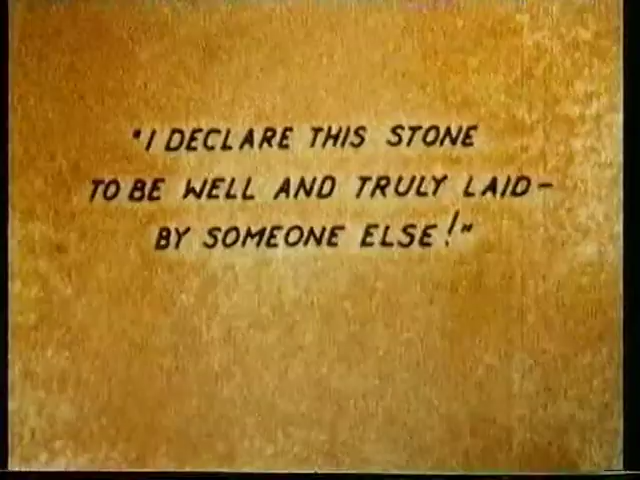 "I DECLARE THIS STONE
TO BE WELL AND TRULY LAID-
BY SOMEONE ELSE!"